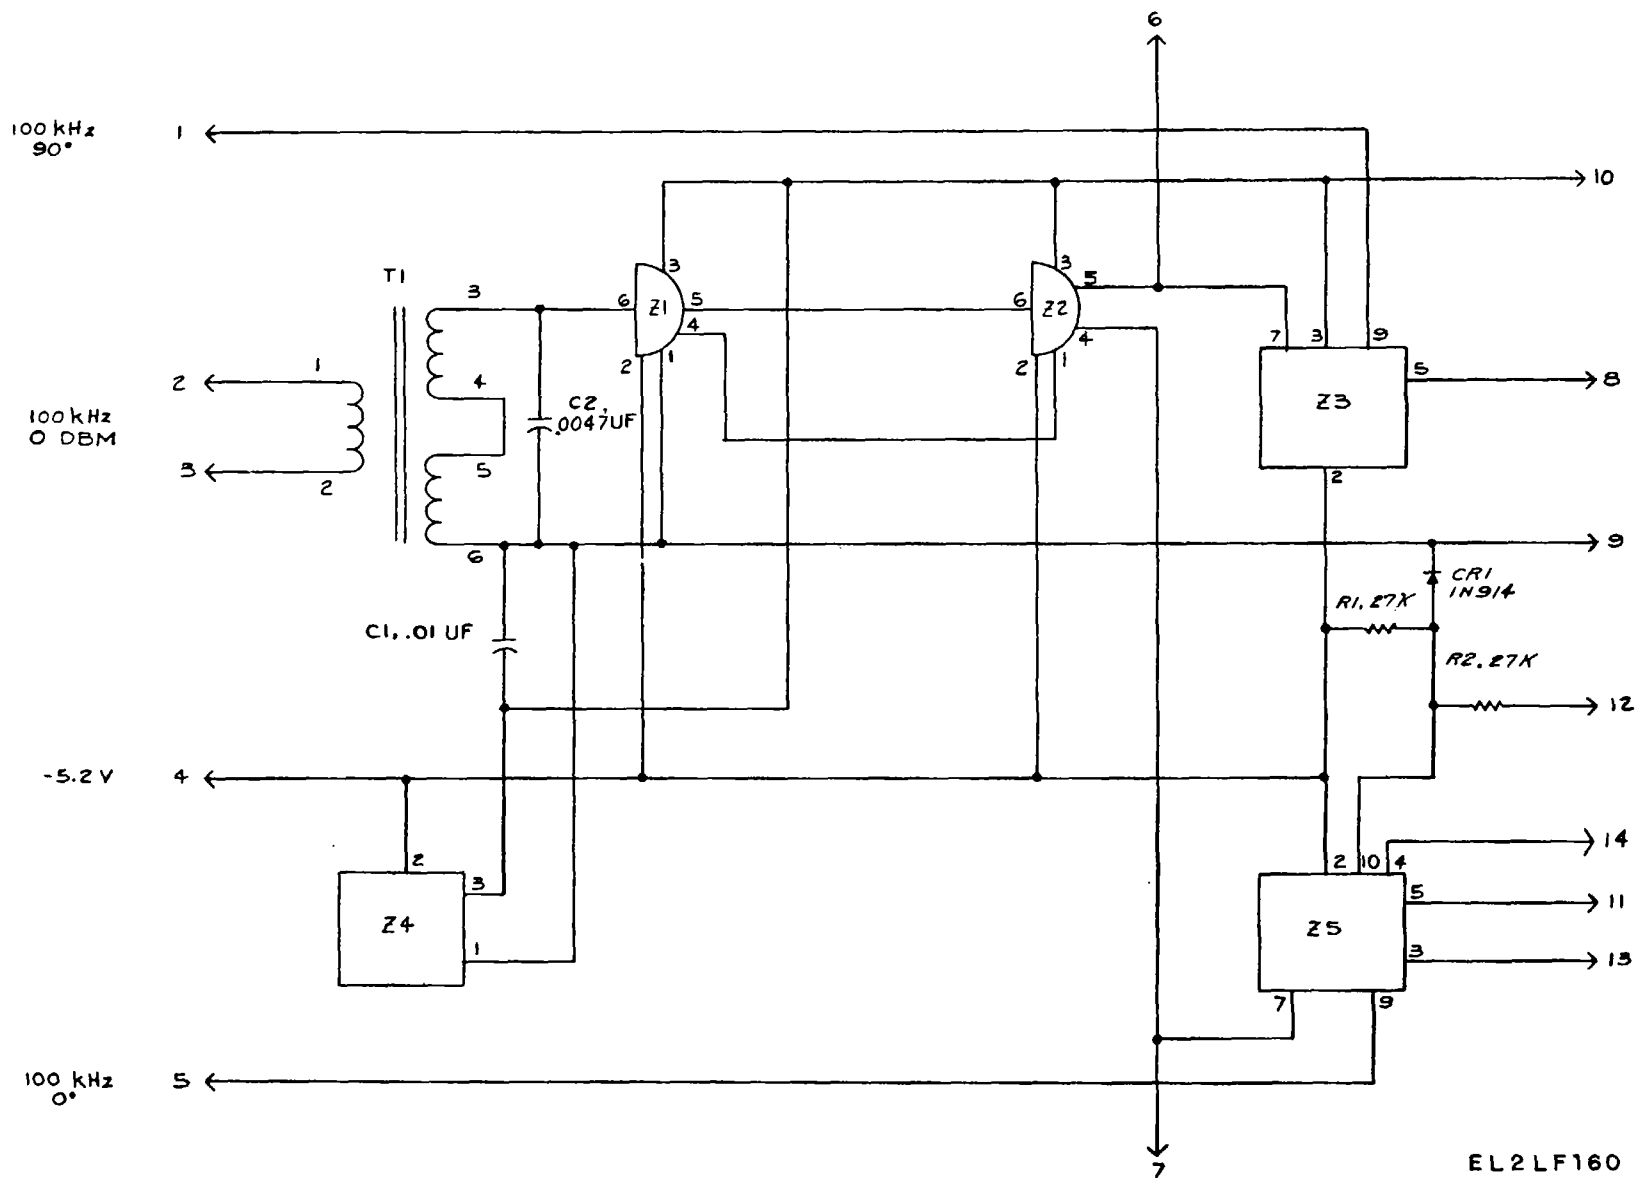 6
100 kHz 1
90°
10
T1
3 3 3 5
6 Z1 5 6 Z2
4 4
2 1 2 1
7 3 9
1
2
5 8
4
C2,
.0047UF
Z3
100 kHz
0 DBM
3 5
2
2
6
9
CR1
1N914
R1, 27K
C1, .01 UF
R2, 27K
12
-5.2 V 4
14
2 2 10 4
3 5 11
Z4 Z5
1 3 13
7 9
100 kHz 5
0°
7
EL2LF160